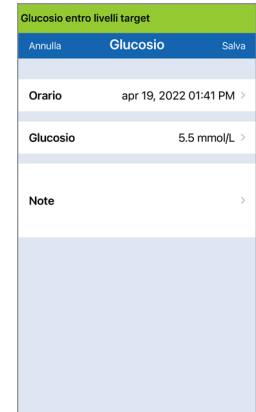 Glucosio entro livelli target
Annulla Glucosio Salva
Orario apr 19, 2022 01:41 PM
Glucosio 5.5 mmol/L
Note